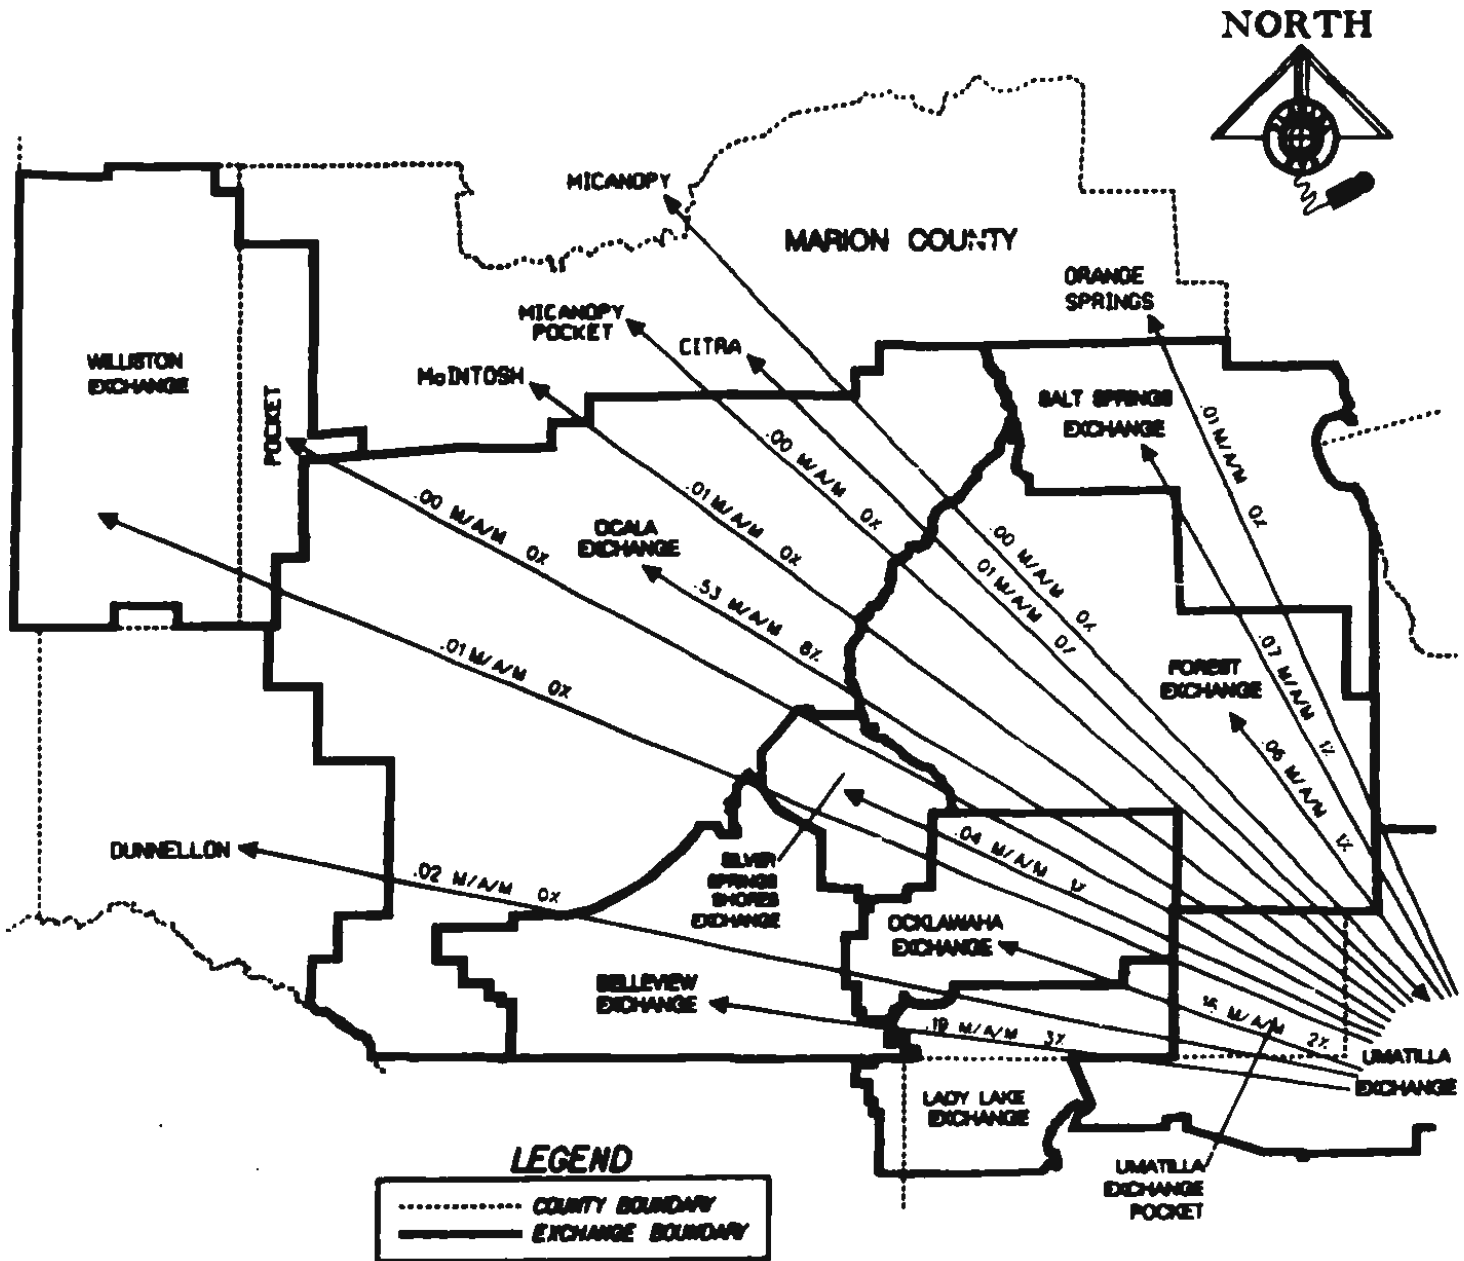 NORTH
MICANOPY
MARION COUNTY
ORANGE
SPRINGS
MICANOPY
POCKET
CITRA
WILLISTON
EXCHANGE
McINTOSH
POCKET
SALT SPRINGS
EXCHANGE
.01 M/A/M 0%
.00 M/A/M 0%
.01 M/A/M 0%
.00 M/A/M 0%
OCALA
EXCHANGE
.53 M/A/M 8%
.00 M/A/M 0%
.01 M/A/M 0%
.01 M/A/M 0%
.07 M/A/M 1%
FOREST
EXCHANGE
.06 M/A/M 1%
DUNNELLON
.02 M/A/M 0%
SILVER
SPRINGS
SHORES
EXCHANGE
.04 M/A/M 1%
OCKLAWAHA
EXCHANGE
BELLEVIEW
EXCHANGE
.19 M/A/M 3%
M/A/M 2%
UMATILLA
EXCHANGE
LADY LAKE
EXCHANGE
UMATILLA
EXCHANGE
POCKET
LEGEND
COUNTY BOUNDARY
EXCHANGE BOUNDARY